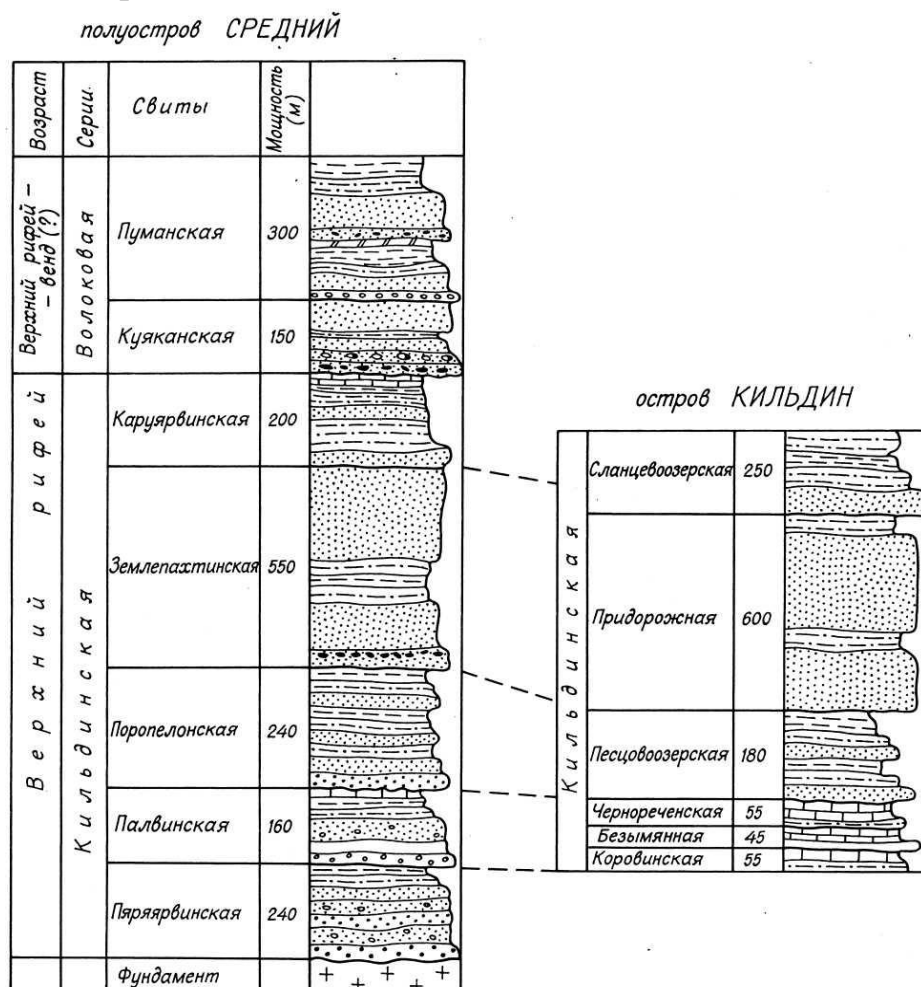 полуостров СРЕДНИЙ
Возраст
Серии
Свиты
Мощность
(м)
Верхний рифей –
– венд (?)
Волоковая
Пуманская 300
Куяканская 150
Верхний рифей
Кильдинская
Каруярвинская 200
Землепахтинская 550
Поропелонская 240
Палвинская 160
Пяряярвинская 240
Фундамент
остров КИЛЬДИН
Кильдинская
Сланцевоозерская 250
Придорожная 600
Песцовоозерская 180
Чернореченская 55
Безымянная 45
Коровинская 55